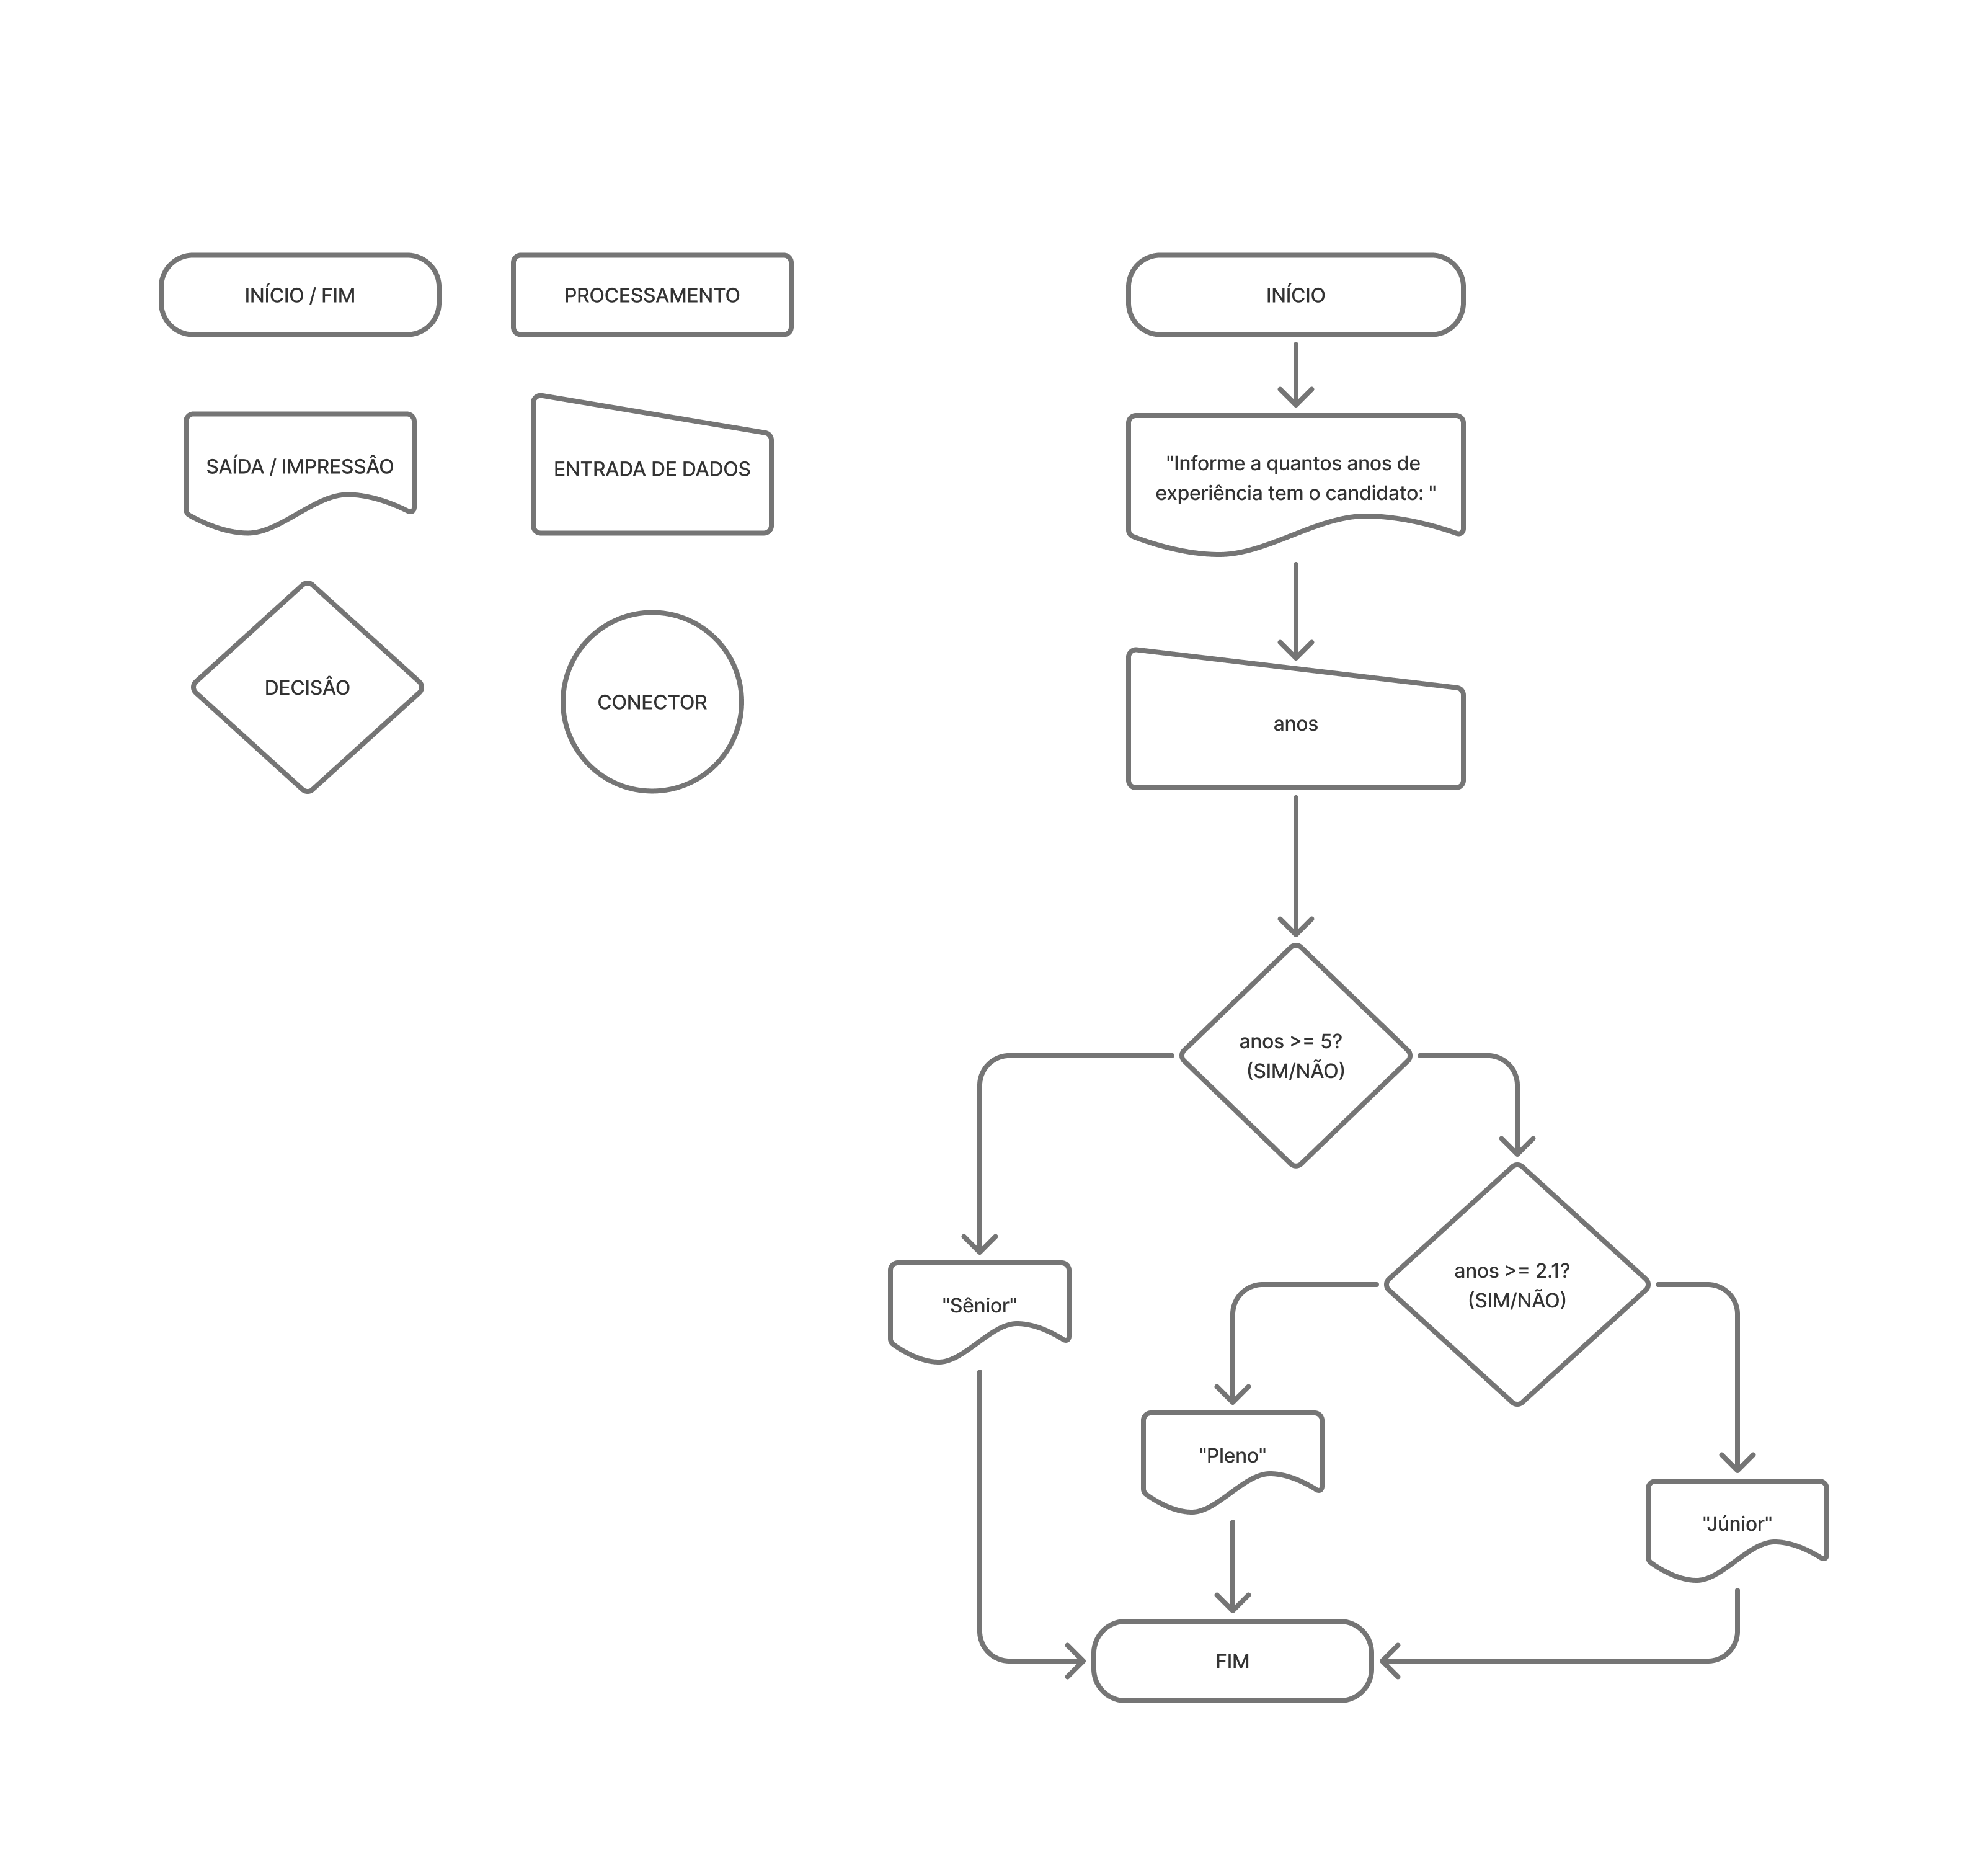 INÍCIO / FIM
PROCESSAMENTO
SAÍDA / IMPRESSÂO
ENTRADA DE DADOS
DECISÂO
CONECTOR
INÍCIO
"Informe a quantos anos de
experiência tem o candidato: "
anos
anos >= 5?
(SIM/NÃO)
anos >= 2.1?
(SIM/NÃO)
"Sênior"
"Pleno"
"Júnior"
FIM